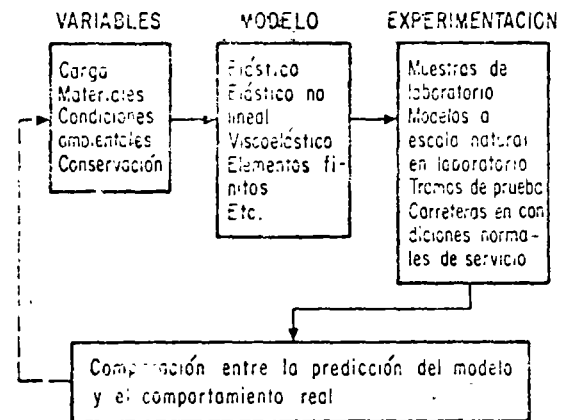 VARIABLES
MODELO
EXPERIMENTACION
Carga
Materiales
Condiciones
ambientales
Conservación
Elástico
Elástico no
lineal
Viscoelástico
Elementos fi-
nitos
Etc.
Muestras de
laboratorio
Modelos a
escala natural
en laboratorio
Tramos de prueba
Carreteras en con
diciones norma-
les de servicio
Comparación entre la predicción del modelo
y el comportamiento real